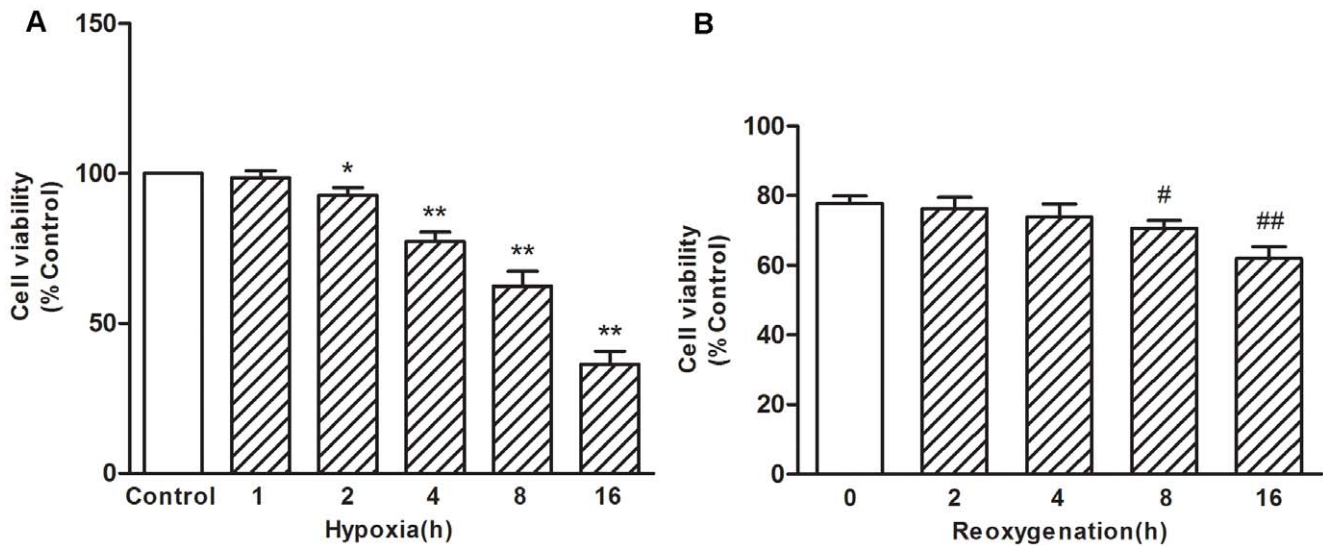 A
Cell viability
(% Control)
150
100
50
0
*
**
**
**
Control 1 2 4 8 16
Hypoxia(h)
B
Cell viability
(% Control)
100
80
60
40
20
0
#
##
0 2 4 8 16
Reoxygenation(h)